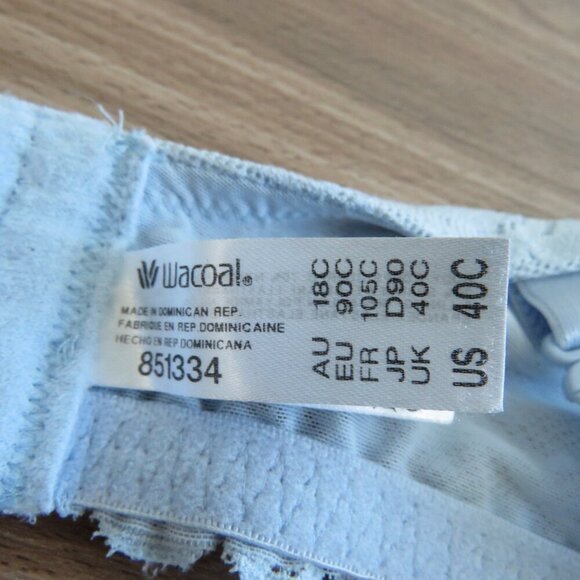 Wacoal®
MADE IN DOMINICAN REP.
FABRIQUÉ EN REP. DOMINICAINE
HECHO EN REP. DOMINICANA
851334
AU 18C
EU 90C
FR 105C
JP D90
UK 40C
US 40C